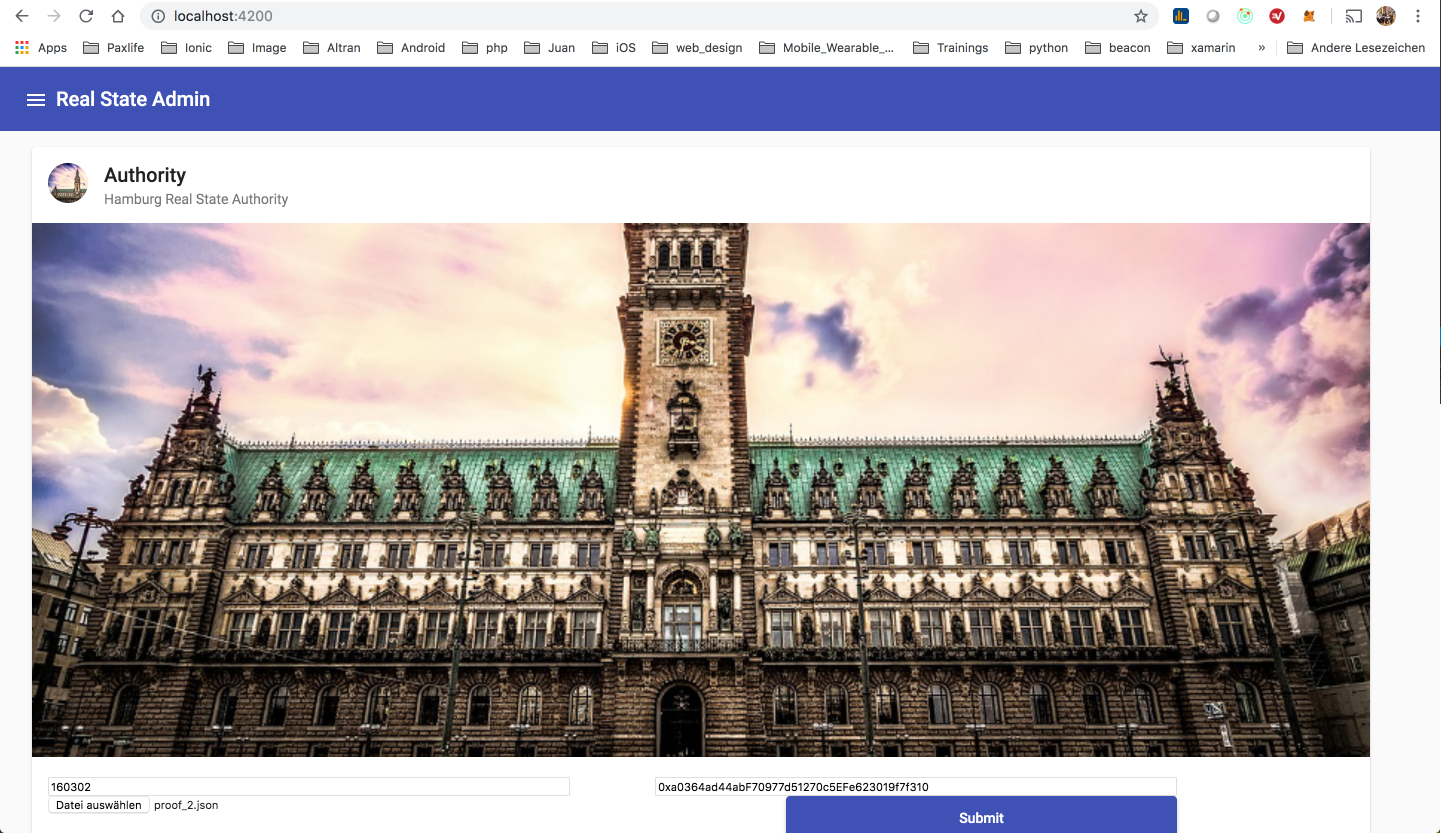 localhost:4200
Apps Paxlife Ionic Image Altran Android php Juan iOS web_design Mobile_Wearable_... Trainings python beacon xamarin » Andere Lesezeichen
Real State Admin
Authority
Hamburg Real State Authority
160302 0xa0364ad44abF70977d51270c5EFe623019f7f310
Datei auswählen proof_2.json
Submit